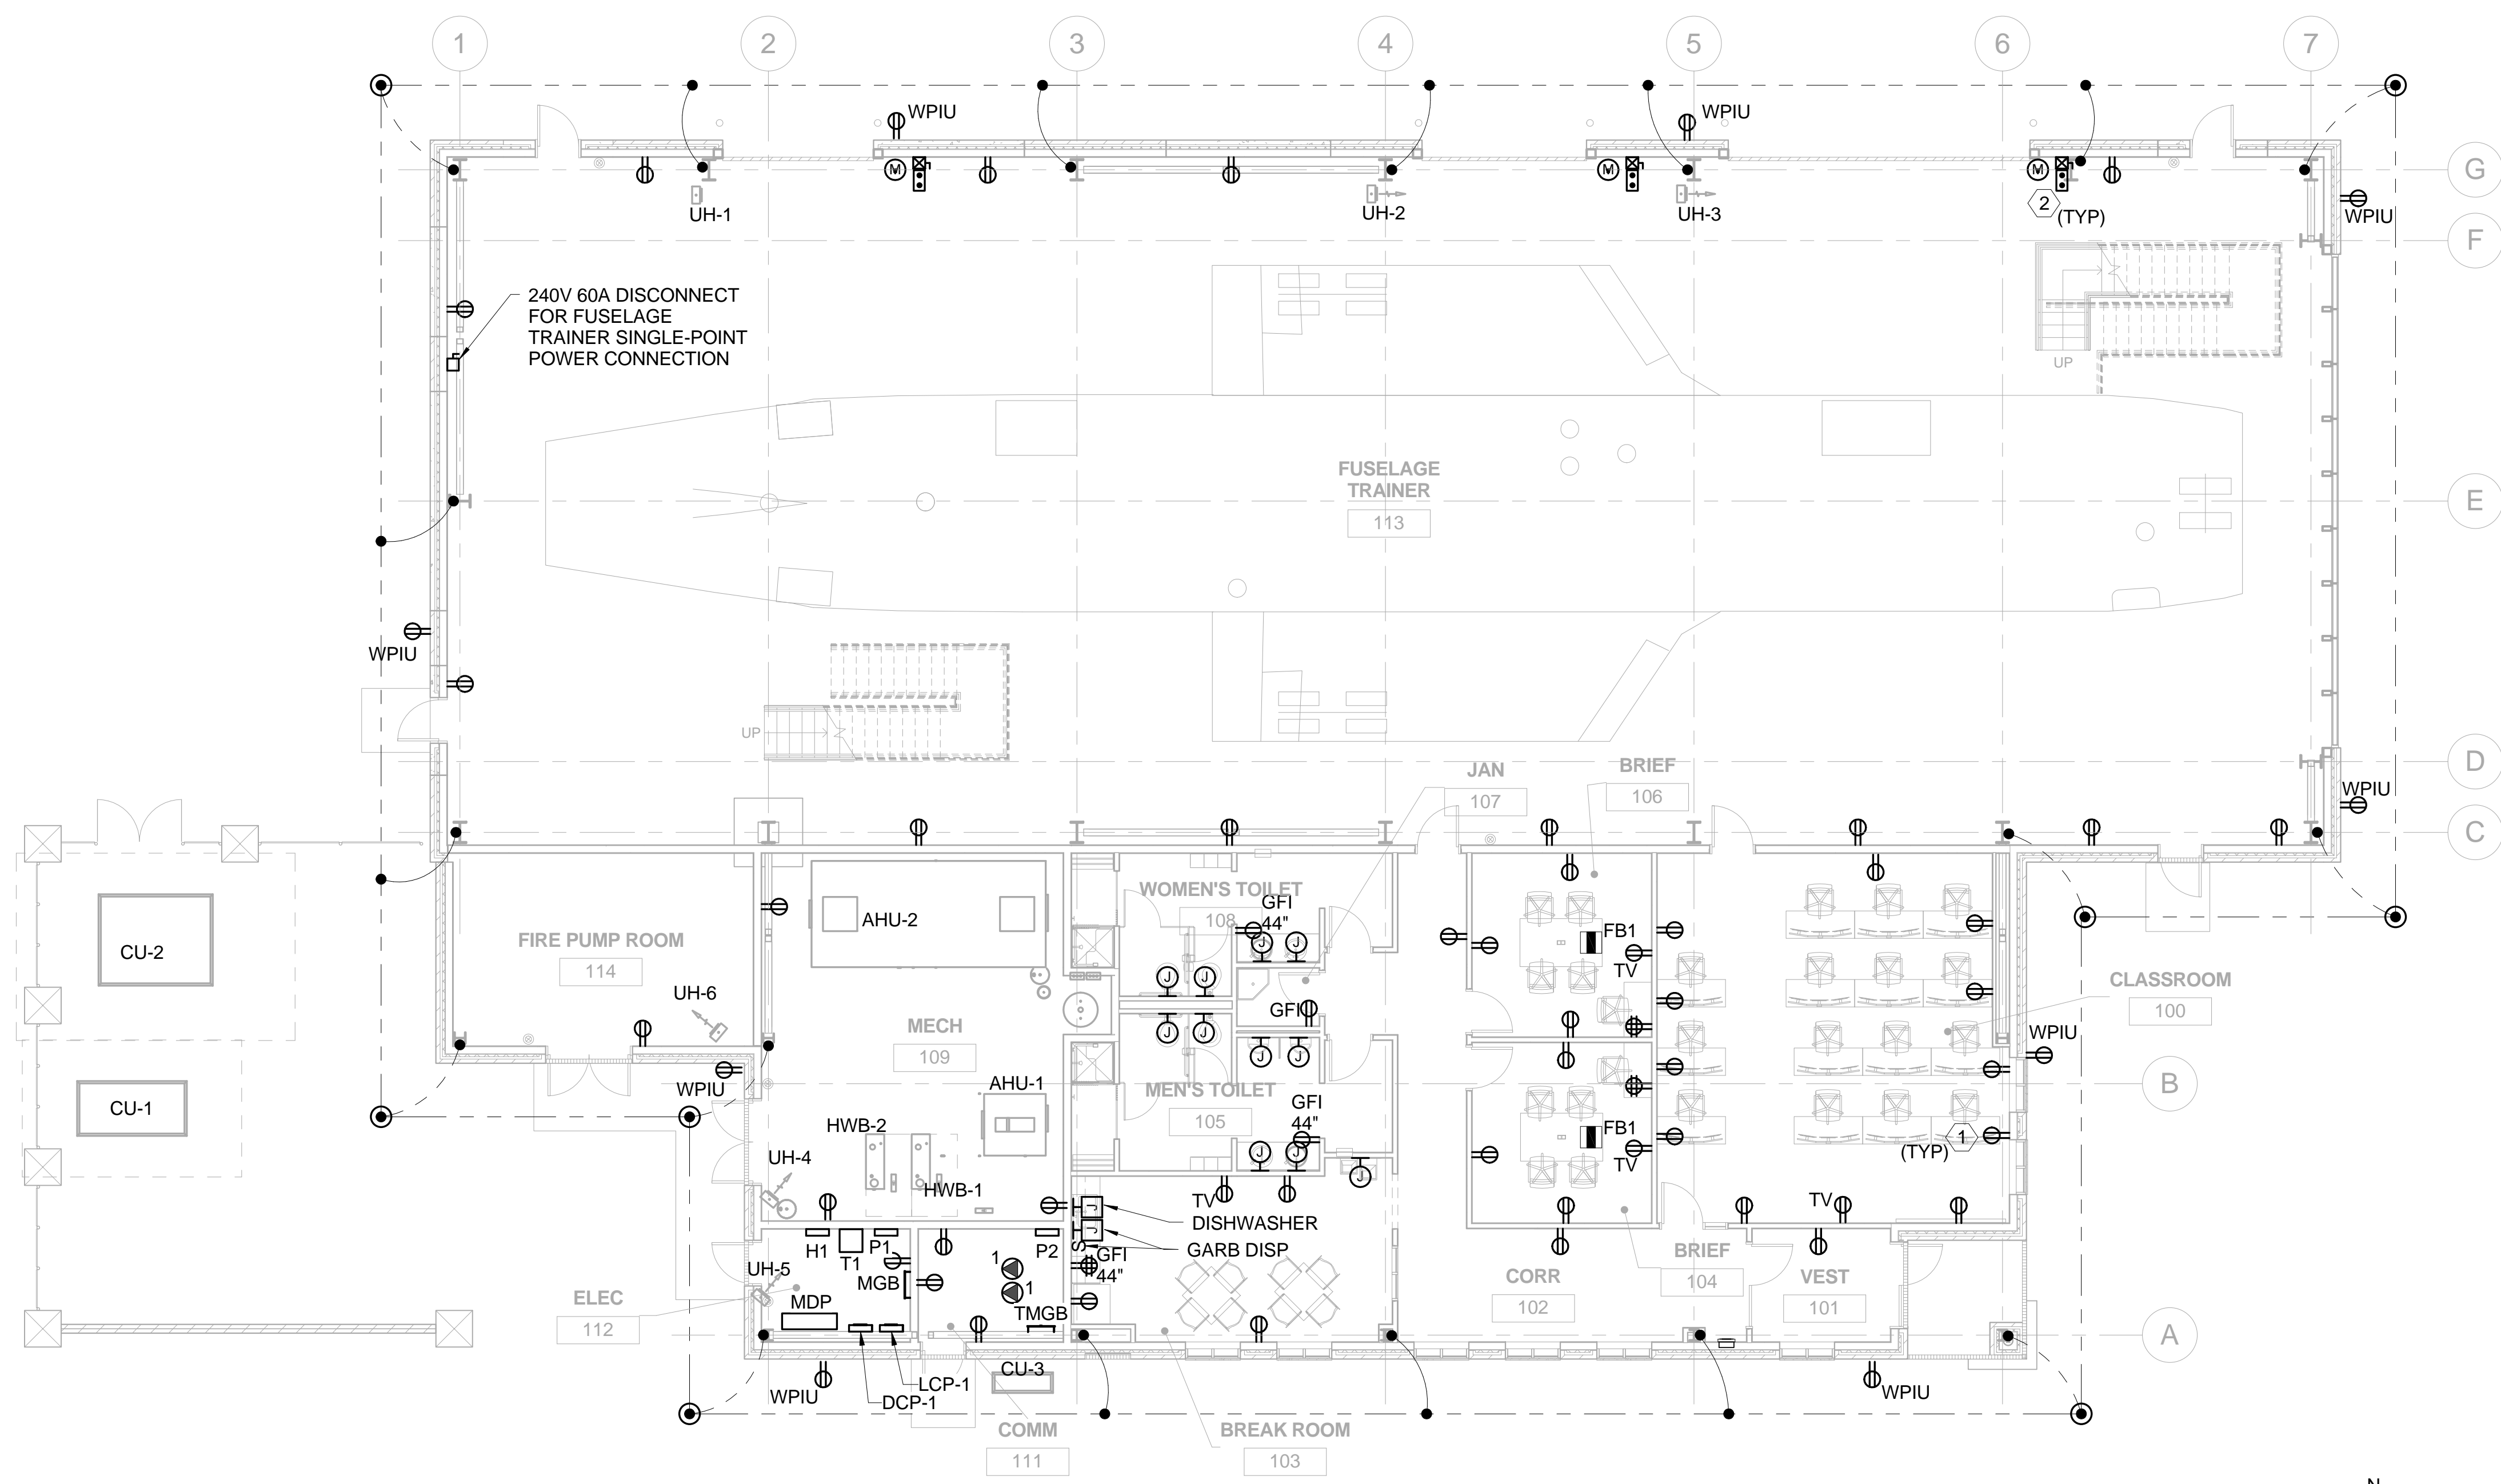 1 2 3 4 5 6 7
WPIU WPIU
G
UH-1 UH-2 UH-3 2 (TYP) WPIU
F
240V 60A DISCONNECT
FOR FUSELAGE
TRAINER SINGLE-POINT
POWER CONNECTION
M M M
UP
FUSELAGE
TRAINER
113
E
WPIU
UP
D
JAN
107
BRIEF
106
WPIU
C
WOMEN'S TOILET
108
GFI
44"
J J
AHU-2
FB1
TV
CU-2
FIRE PUMP ROOM
114
UH-6
J J
GFI
CLASSROOM
100
MECH
109
J J
J J
WPIU
WPIU
B
AHU-1
MEN'S TOILET
105
GFI
44"
CU-1
HWB-2
FB1
TV
1
(TYP)
J J
J
UH-4
HWB-1
TV
TV
J
DISHWASHER
J
GARB DISP
S
GFI
44"
H1
T1
P1
P2
1
1
MGB
UH-5
MDP
TMGB
ELEC
112
CORR
102
BRIEF
104
VEST
101
A
CU-3
LCP-1
DCP-1
WPIU
WPIU
COMM
111
BREAK ROOM
103
N